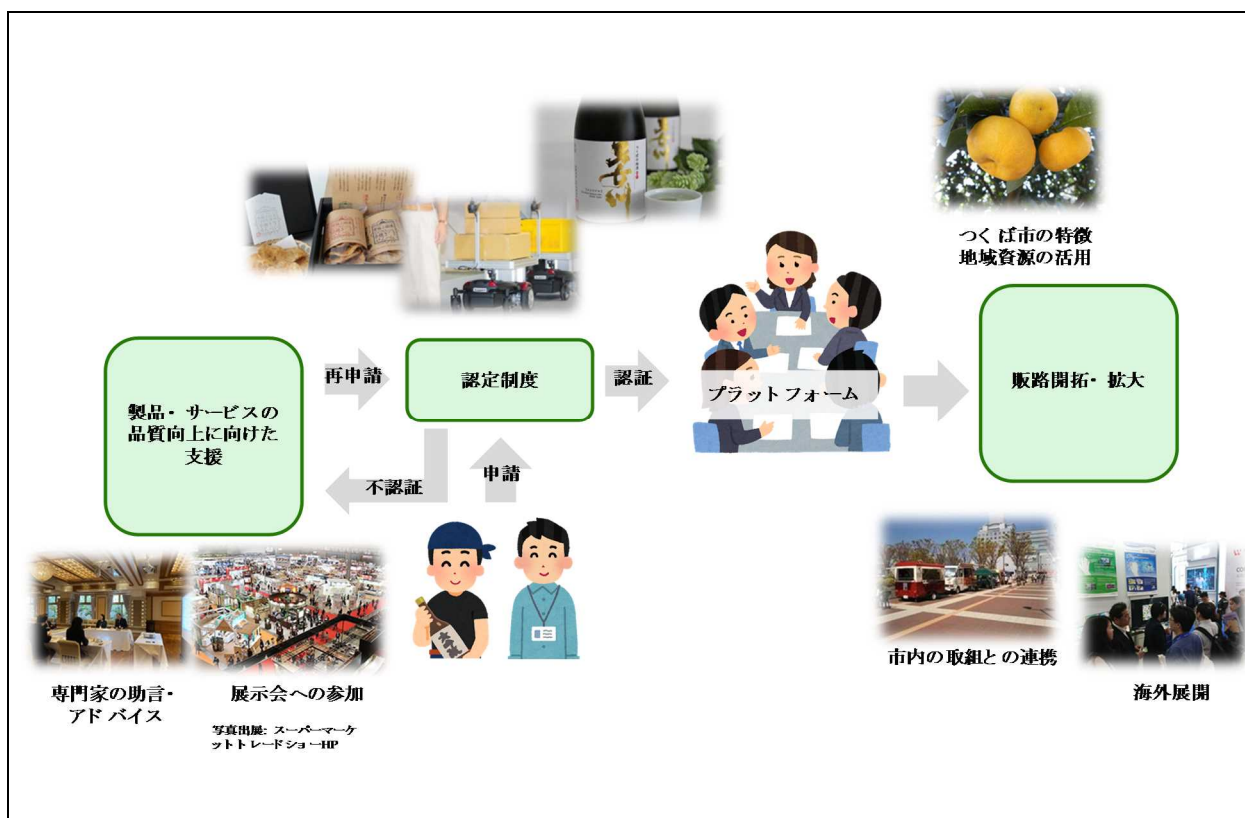 つくば市の特徴
地域資源の活用
再申請
認定制度
認証
プラットフォーム
販路開拓・拡大
製品・サービスの
品質向上に向けた
支援
不認証
申請
専門家の助言・
アドバイス
展示会への参加
写真出展: スーパーマーケ
ットトレードショーHP
市内の取組との連携
海外展開